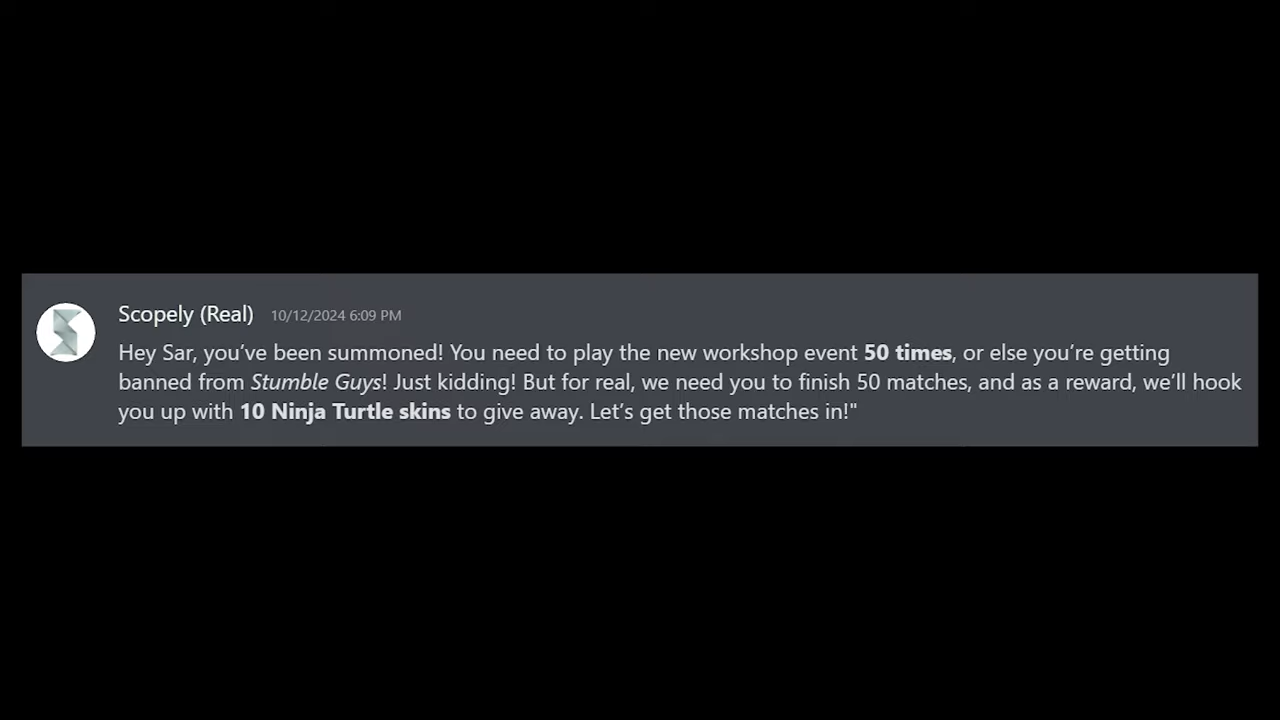 Scopely (Real) 10/12/2024 6:09 PM
Hey Sar, you’ve been summoned! You need to play the new workshop event 50 times, or else you’re getting
banned from Stumble Guys! Just kidding! But for real, we need you to finish 50 matches, and as a reward, we’ll hook
you up with 10 Ninja Turtle skins to give away. Let’s get those matches in!"